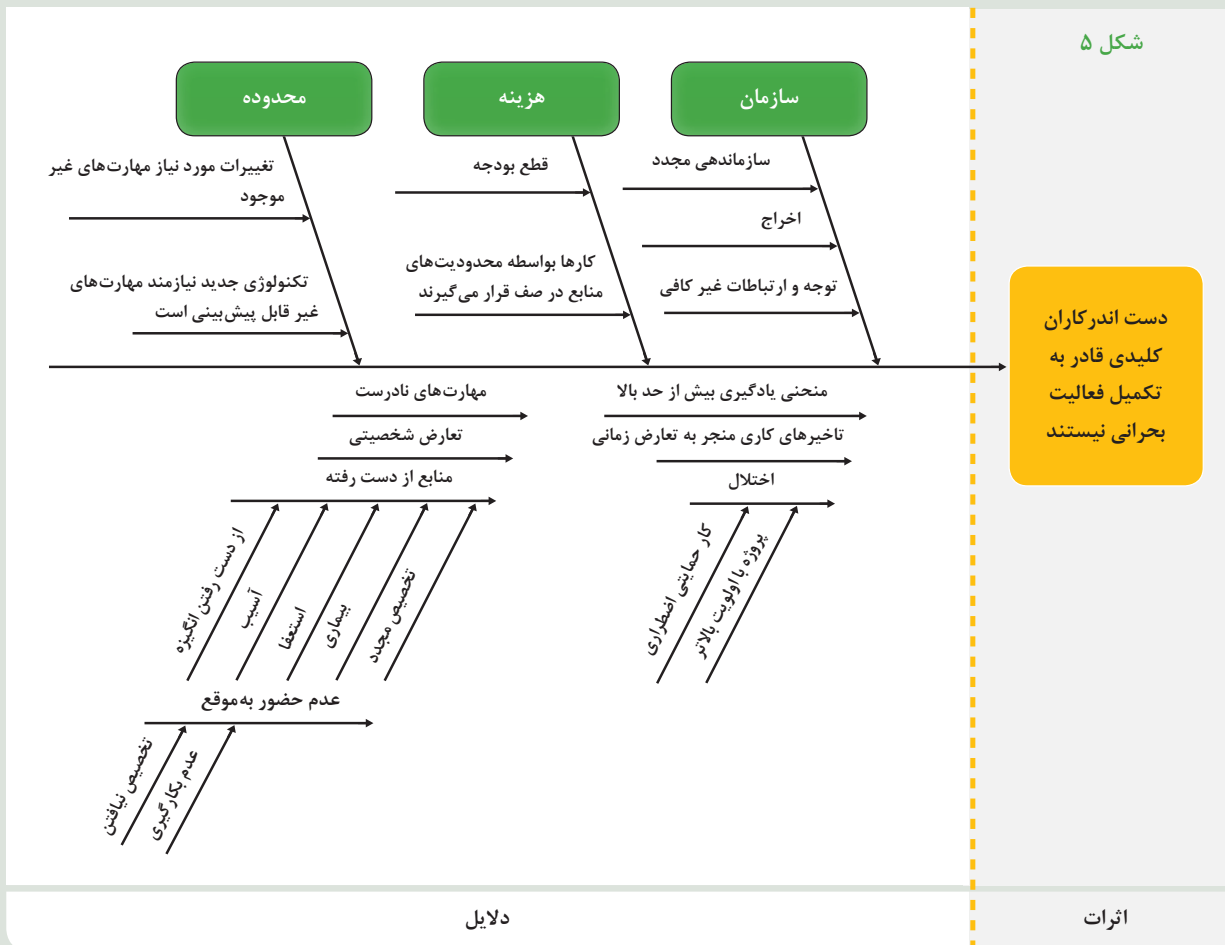 شکل ۵
سازمان
هزینه
محدوده
سازماندهی مجدد
اخراج
توجه و ارتباطات غیر کافی
قطع بودجه
کارها بواسطه محدودیت‌های
منابع در صف قرار می‌گیرند
تغییرات مورد نیاز مهارت‌های غیر
موجود
تکنولوژی جدید نیازمند مهارت‌های
غیر قابل پیش‌بینی است
دست اندرکاران
کلیدی قادر به
تکمیل فعالیت
بحرانی نیستند
منحنی یادگیری بیش از حد بالا
تاخیرهای کاری منجر به تعارض زمانی
اختلال
کار حمایتی اضطراری
پروژه با اولویت بالاتر
مهارت‌های نادرست
تعارض شخصیتی
منابع از دست رفته
از دست رفتن انگیزه
آسیب
استعفا
بیماری
تخصیص مجدد
عدم حضور به‌موقع
تخصیص نیافتن
عدم بکارگیری
اثرات
دلایل